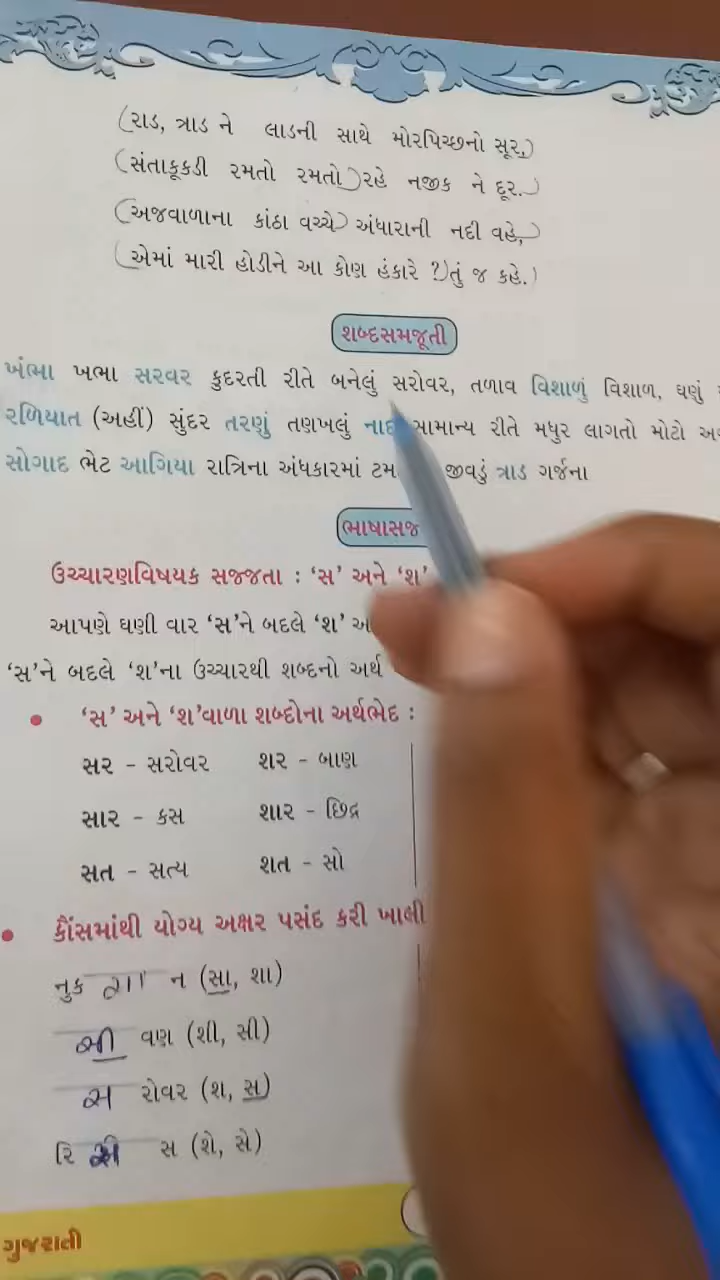 (રાડ, ત્રાડ ને લાડની સાથે મોરપિચ્છનો સૂર,)
(સંતાકૂકડી રમતો રમતો) રહે નજીક ને દૂર.)
(અજવાળાના કાંઠા વચ્ચે) અંધારાની નદી વહે,)
(એમાં મારી હોડીને આ કોણ હંકારે ?) તું જ કહે.)
શબ્દસમજૂતી
ખંભા ખભા સરવર કુદરતી રીતે બનેલું સરોવર, તળાવ વિશાળું વિશાળ, ઘણું
રળિયાત (અહીં) સુંદર તરણું તણખલું નાદ સામાન્ય રીતે મધુર લાગતો મોટો
સોગાદ ભેટ આગિયા રાત્રિના અંધકારમાં જીવડું ત્રાડ ગર્જના
ભાષાસજ
ઉચ્ચારણવિષયક સજ્જતા : ‘સ’ અને ‘શ’
આપણે ઘણી વાર ‘સ’ને બદલે ‘શ’
‘સ’ને બદલે ‘શ’ના ઉચ્ચારથી શબ્દનો અર્થ
• ‘સ’ અને ‘શ’વાળા શબ્દોના અર્થભેદ :
સર – સરોવર શર – બાણ
સાર – કસ શાર – છિદ્ર
સત – સત્ય શત – સો
• કૌંસમાંથી યોગ્ય અક્ષર પસંદ કરી ખાલી
નુક સા ન (સા, શા)
શ્રી વણ (શી, સી)
સ રોવર (શ, સ)
રિ સે સ (શે, સે)
ગુજરાતી